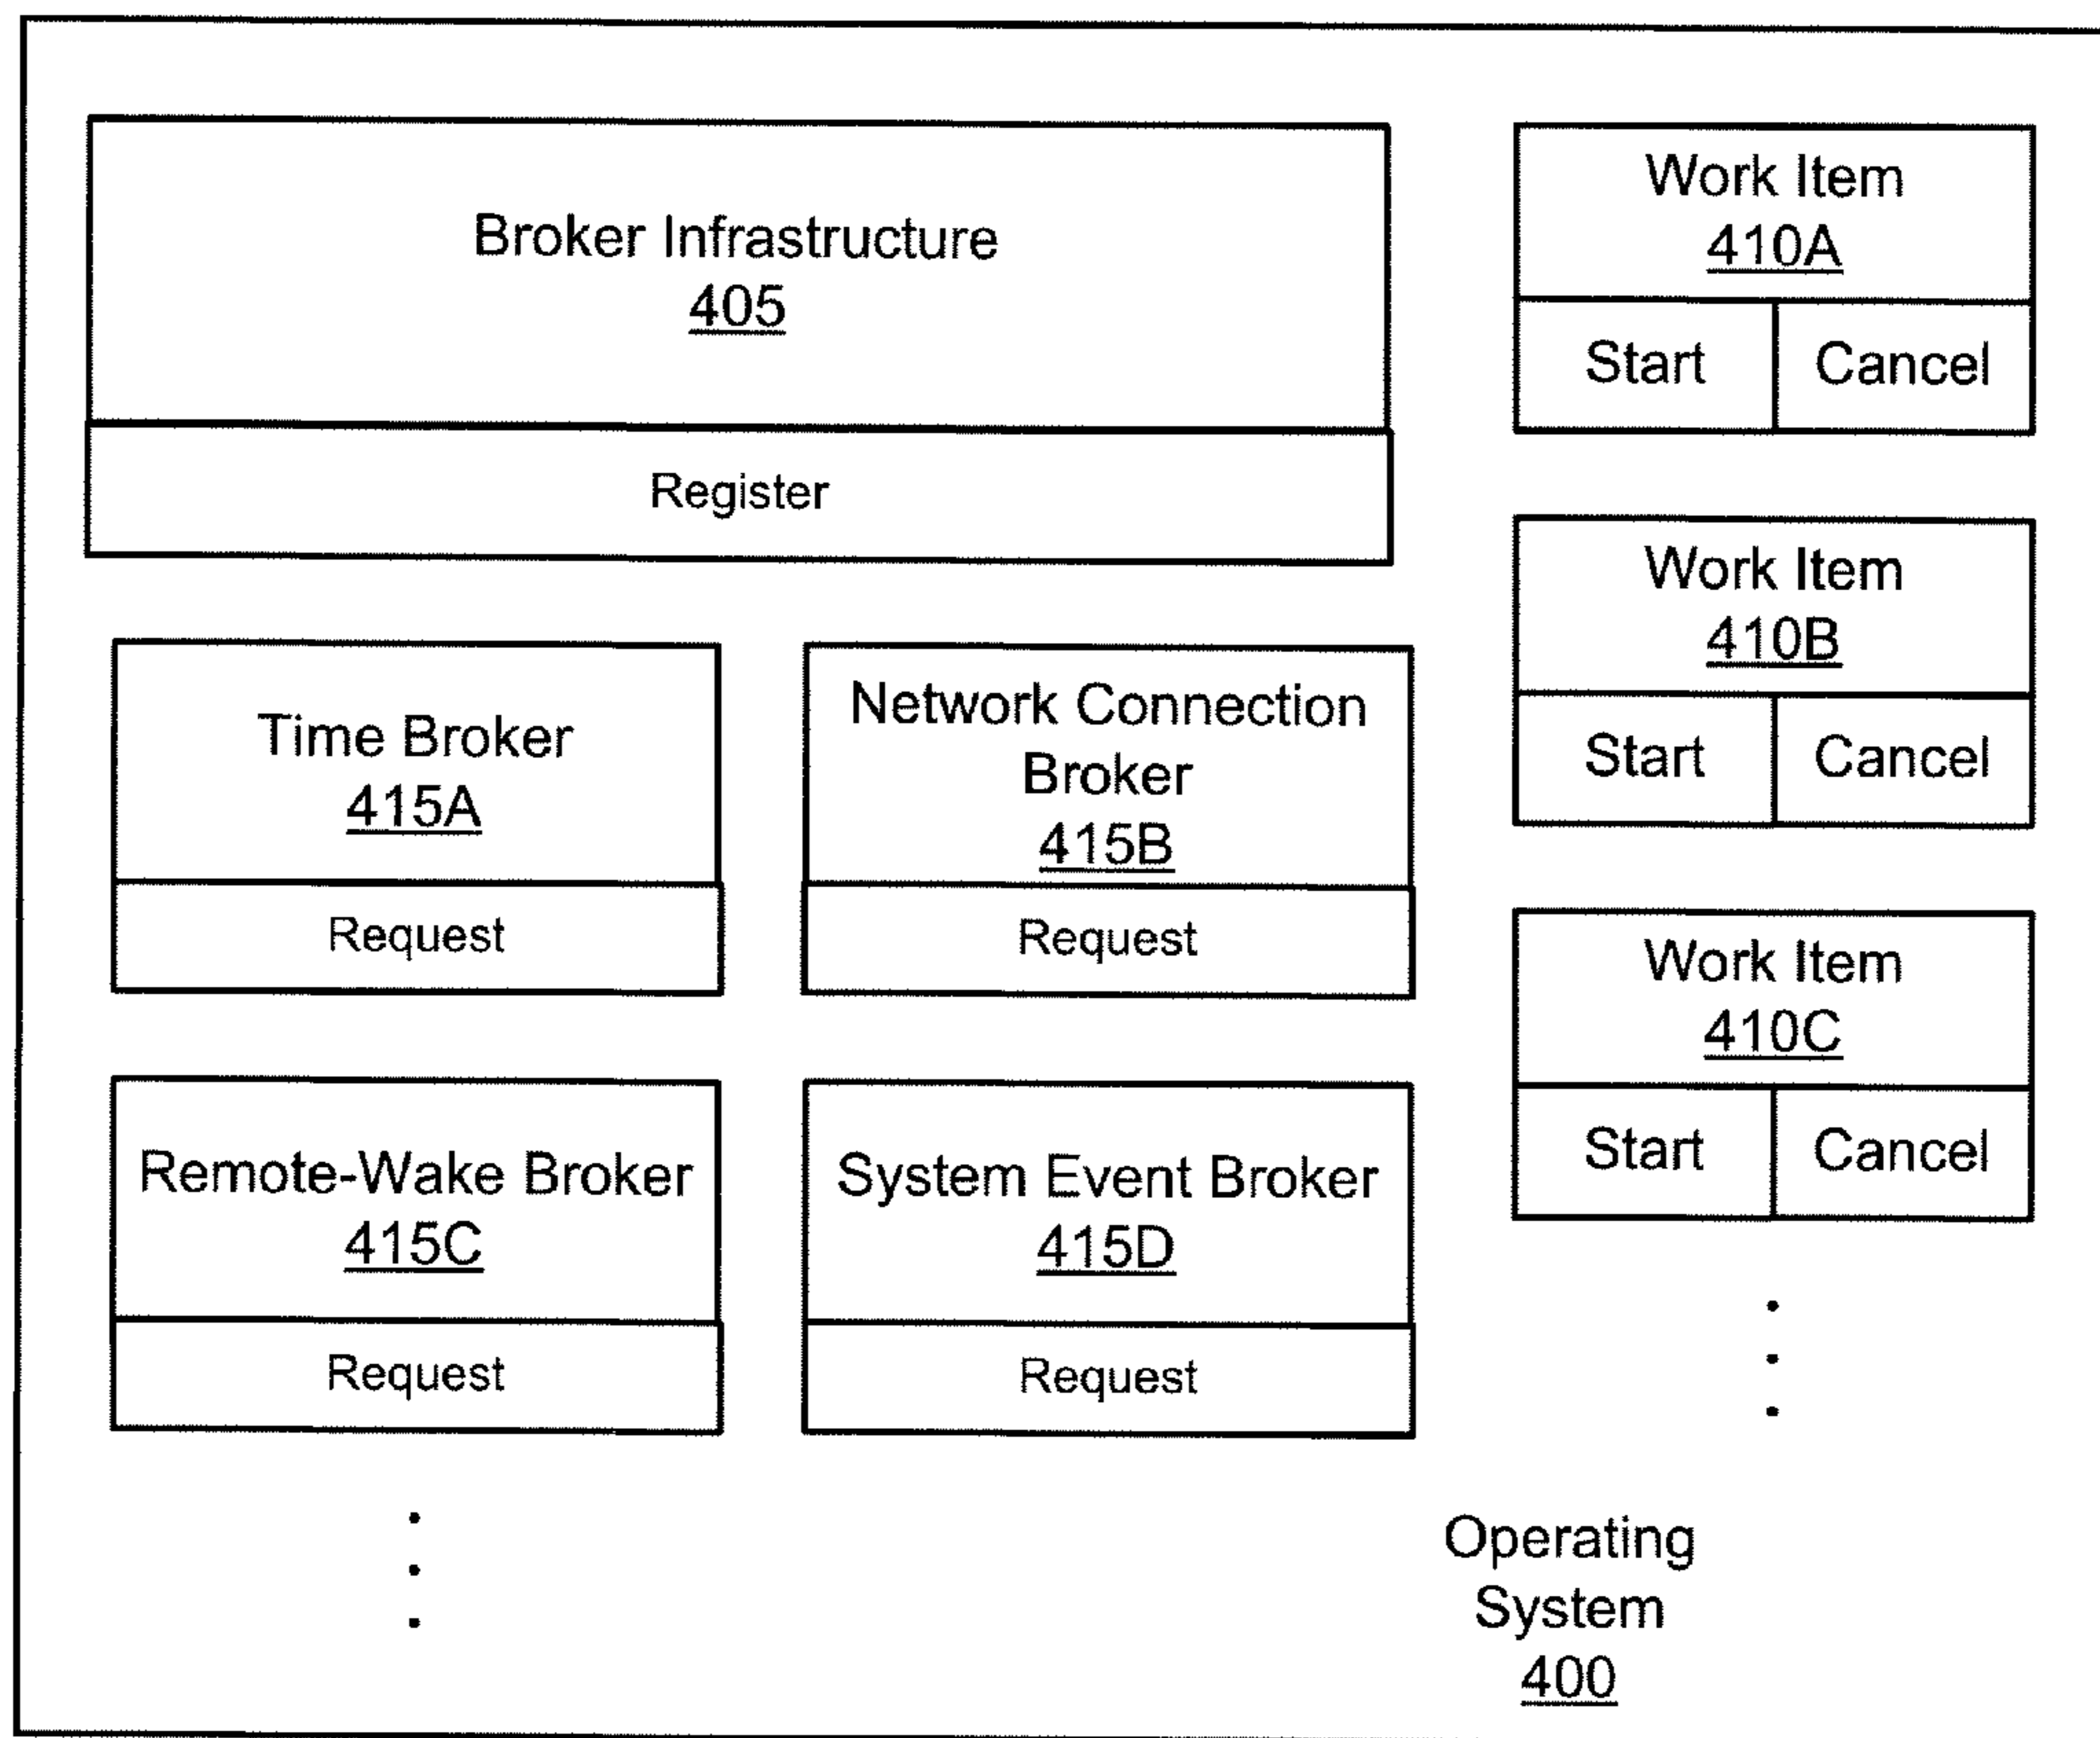 Broker Infrastructure
405
Register
Work Item
410A
Start
Cancel
Work Item
410B
Start
Cancel
Work Item
410C
Start
Cancel
Time Broker
415A
Request
Network Connection
Broker
415B
Request
Remote-Wake Broker
415C
Request
System Event Broker
415D
Request
Operating
System
400